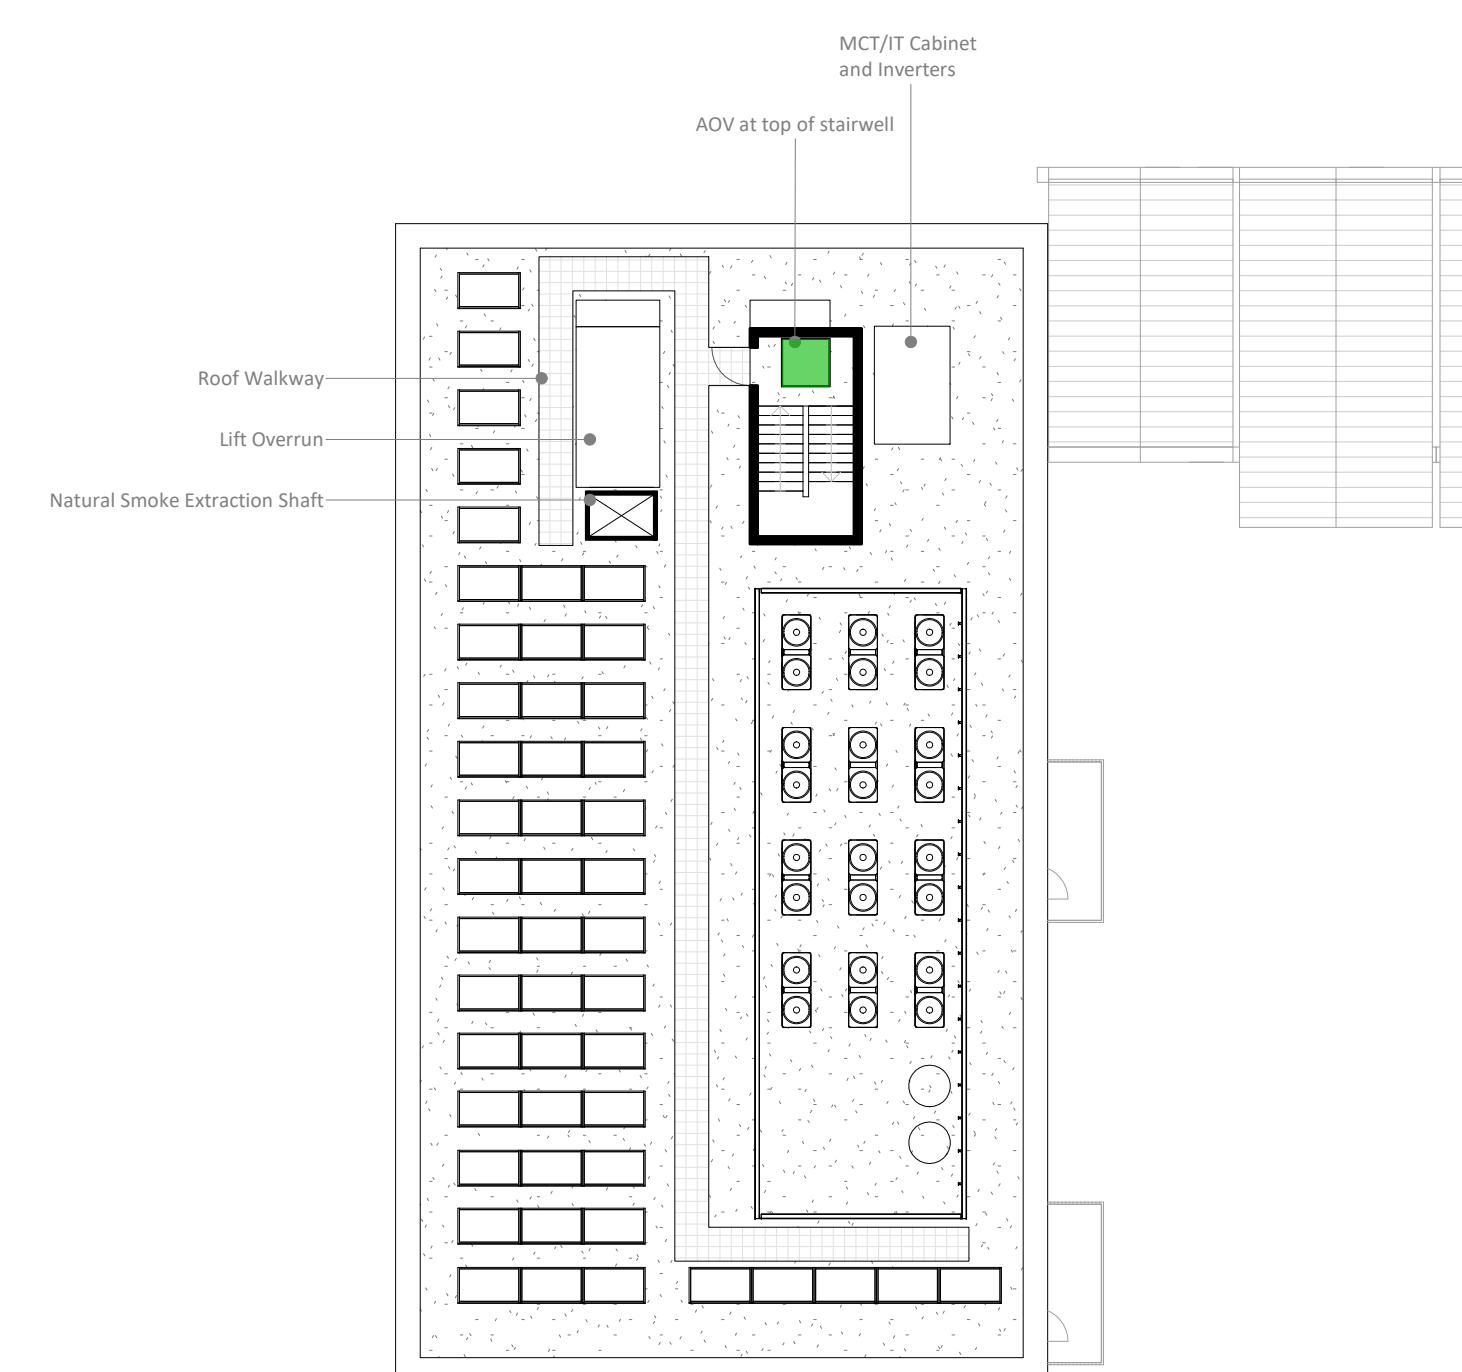 MCT/IT Cabinet
and Inverters
AOV at top of stairwell
Roof Walkway
Lift Overrun
Natural Smoke Extraction Shaft